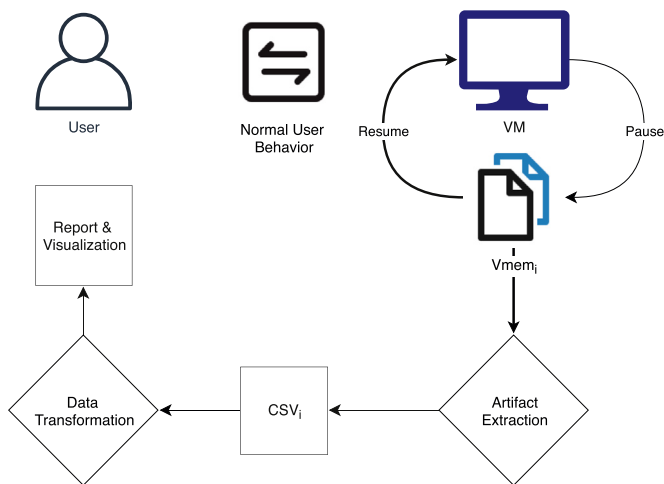 User
Normal User
Behavior
Resume
VM
Pause
Report &
Visualization
Vmemi
Data
Transformation
CSVi
Artifact
Extraction